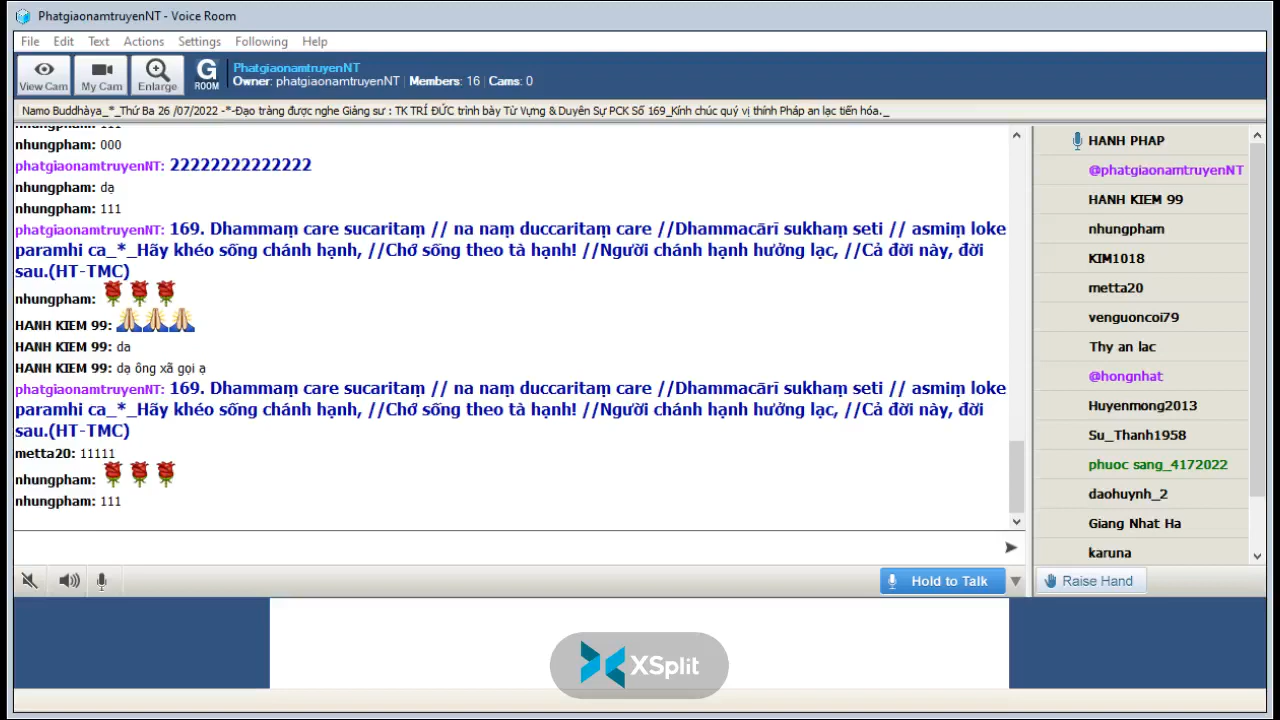 PhatgiaonamtruyenNT - Voice Room
File Edit Text Actions Settings Following Help
View Cam My Cam Enlarge G ROOM
PhatgiaonamtruyenNT
Owner: phatgiaonamtruyenNT | Members: 16 | Cams: 0
Namo Buddhàya_*_Thứ Ba 26 /07/2022 -*-Đạo tràng được nghe Giảng sư : TK TRÍ ĐỨC trình bày Từ Vựng & Duyên Sự PCK Số 169_Kính chúc quý vị thính Pháp an lạc tiến hóa._
nhungpham: 111
nhungpham: 000
phatgiaonamtruyenNT: 22222222222222
nhungpham: dạ
nhungpham: 111
phatgiaonamtruyenNT: 169. Dhammaṃ care sucaritaṃ // na naṃ duccaritaṃ care //Dhammacārī sukhaṃ seti // asmiṃ loke
paramhi ca_*_Hãy khéo sống chánh hạnh, //Chớ sống theo tà hạnh! //Người chánh hạnh hưởng lạc, //Cả đời này, đời
sau.(HT-TMC)
nhungpham:
HANH KIEM 99:
HANH KIEM 99: da
HANH KIEM 99: dạ ông xã gọi ạ
phatgiaonamtruyenNT: 169. Dhammaṃ care sucaritaṃ // na naṃ duccaritaṃ care //Dhammacārī sukhaṃ seti // asmiṃ loke
paramhi ca_*_Hãy khéo sống chánh hạnh, //Chớ sống theo tà hạnh! //Người chánh hạnh hưởng lạc, //Cả đời này, đời
sau.(HT-TMC)
metta20: 11111
nhungpham:
nhungpham: 111
HANH PHAP
@phatgiaonamtruyenNT
HANH KIEM 99
nhungpham
KIM1018
metta20
venguoncoi79
Thy an lac
@hongnhat
Huyenmong2013
Su_Thanh1958
phuoc sang_4172022
daohuynh_2
Giang Nhat Ha
karuna
Hold to Talk
Raise Hand
XSplit